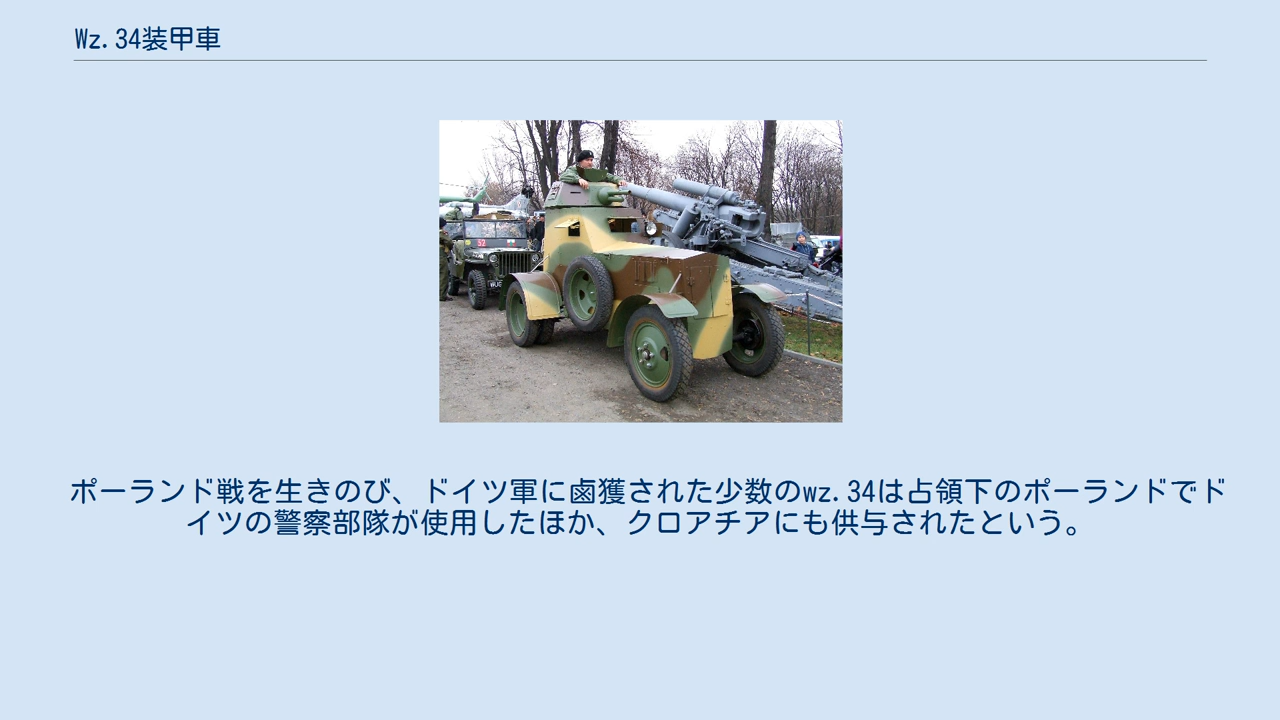 Wz.34装甲車
52
ポーランド戦を生きのび、ドイツ軍に鹵獲された少数のwz.34は占領下のポーランドでド
イツの警察部隊が使用したほか、クロアチアにも供与されたという。